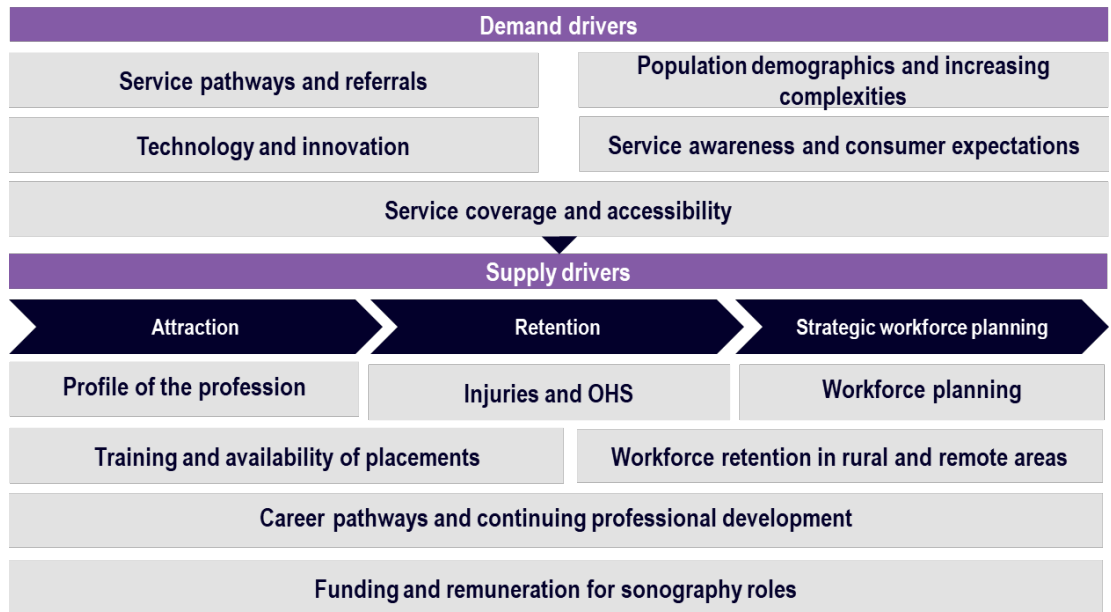 Demand drivers
Service pathways and referrals
Population demographics and increasing
complexities
Technology and innovation
Service awareness and consumer expectations
Service coverage and accessibility
Supply drivers
Attraction
Retention
Strategic workforce planning
Profile of the profession
Injuries and OHS
Workforce planning
Training and availability of placements
Workforce retention in rural and remote areas
Career pathways and continuing professional development
Funding and remuneration for sonography roles